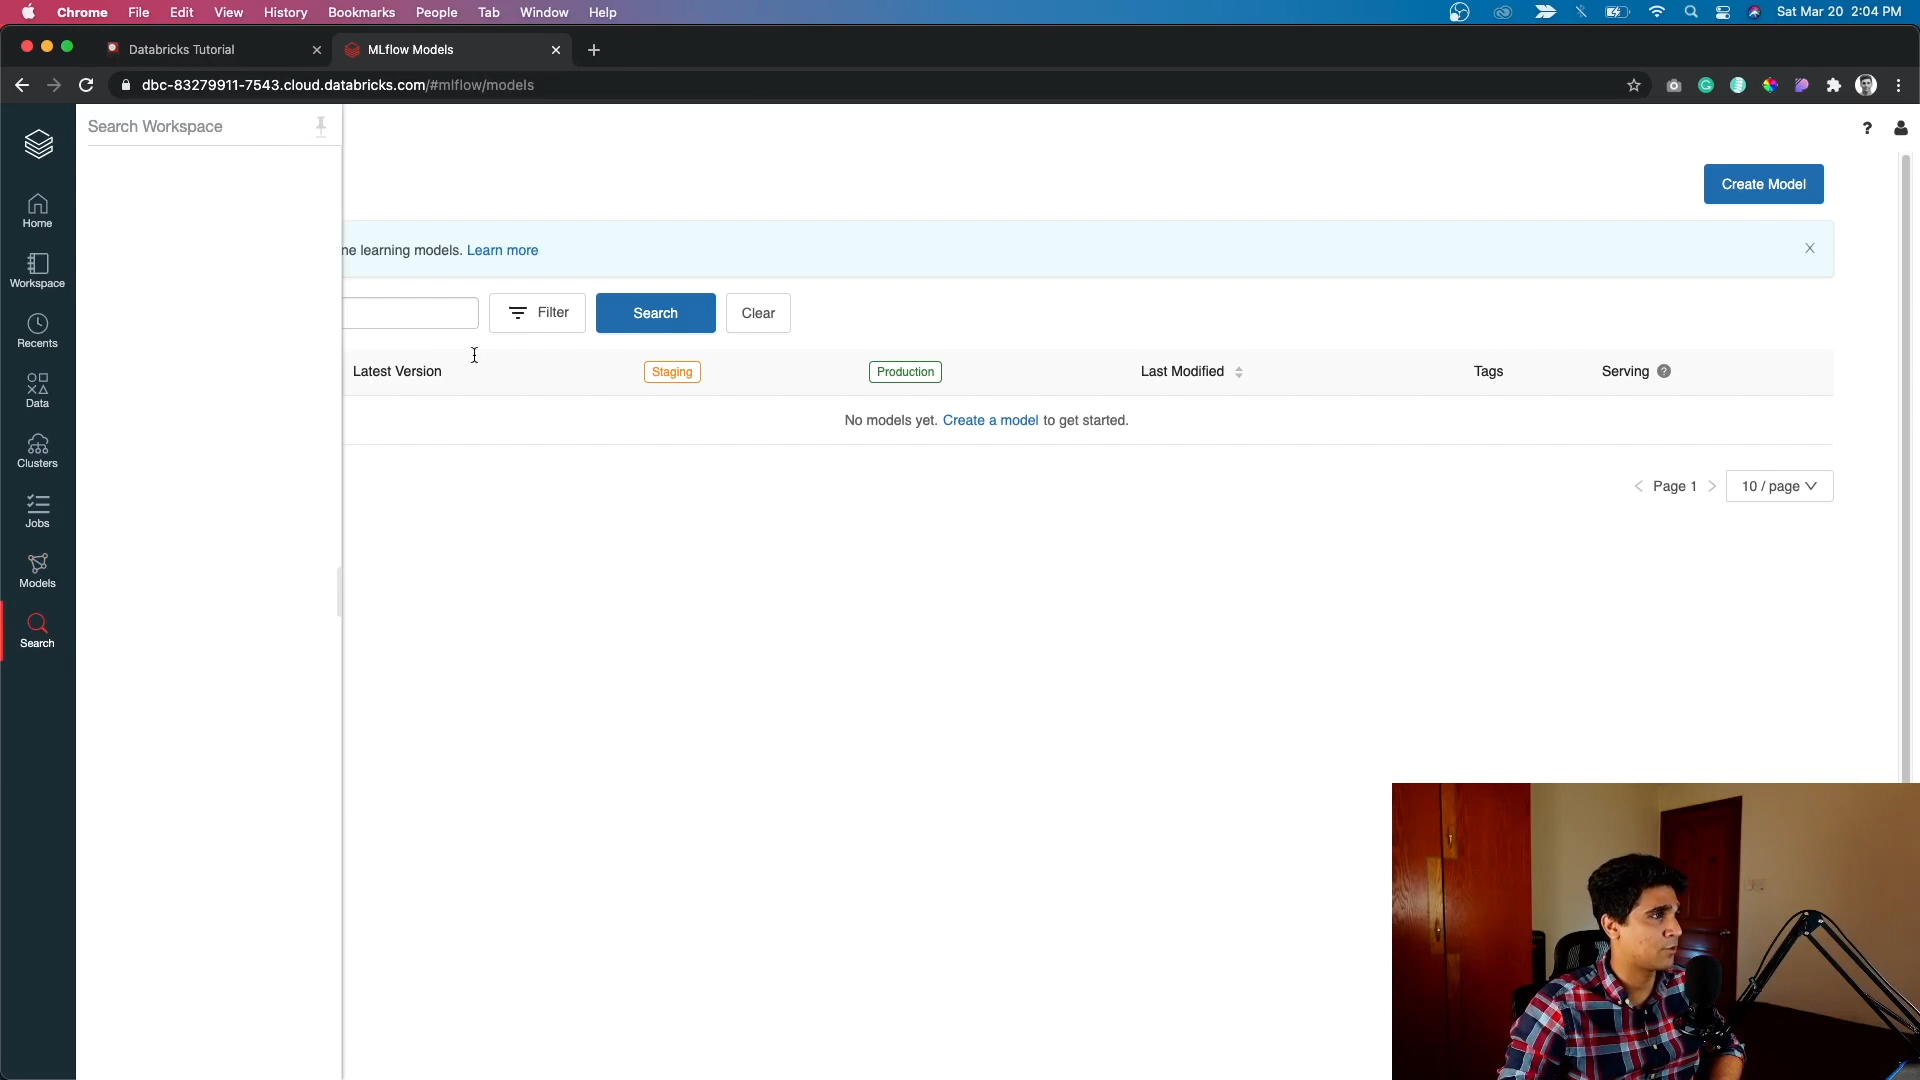 Chrome File Edit View History Bookmarks People Tab Window Help Sat Mar 20 2:04 PM
Databricks Tutorial MLflow Models
dbc-83279911-7543.cloud.databricks.com/#mlflow/models
Search Workspace
?
Create Model
ne learning models. Learn more
Filter Search Clear
Latest Version Staging Production Last Modified Tags Serving ?
No models yet. Create a model to get started.
Page 1 10 / page
Home
Workspace
Recents
Data
Clusters
Jobs
Models
Search